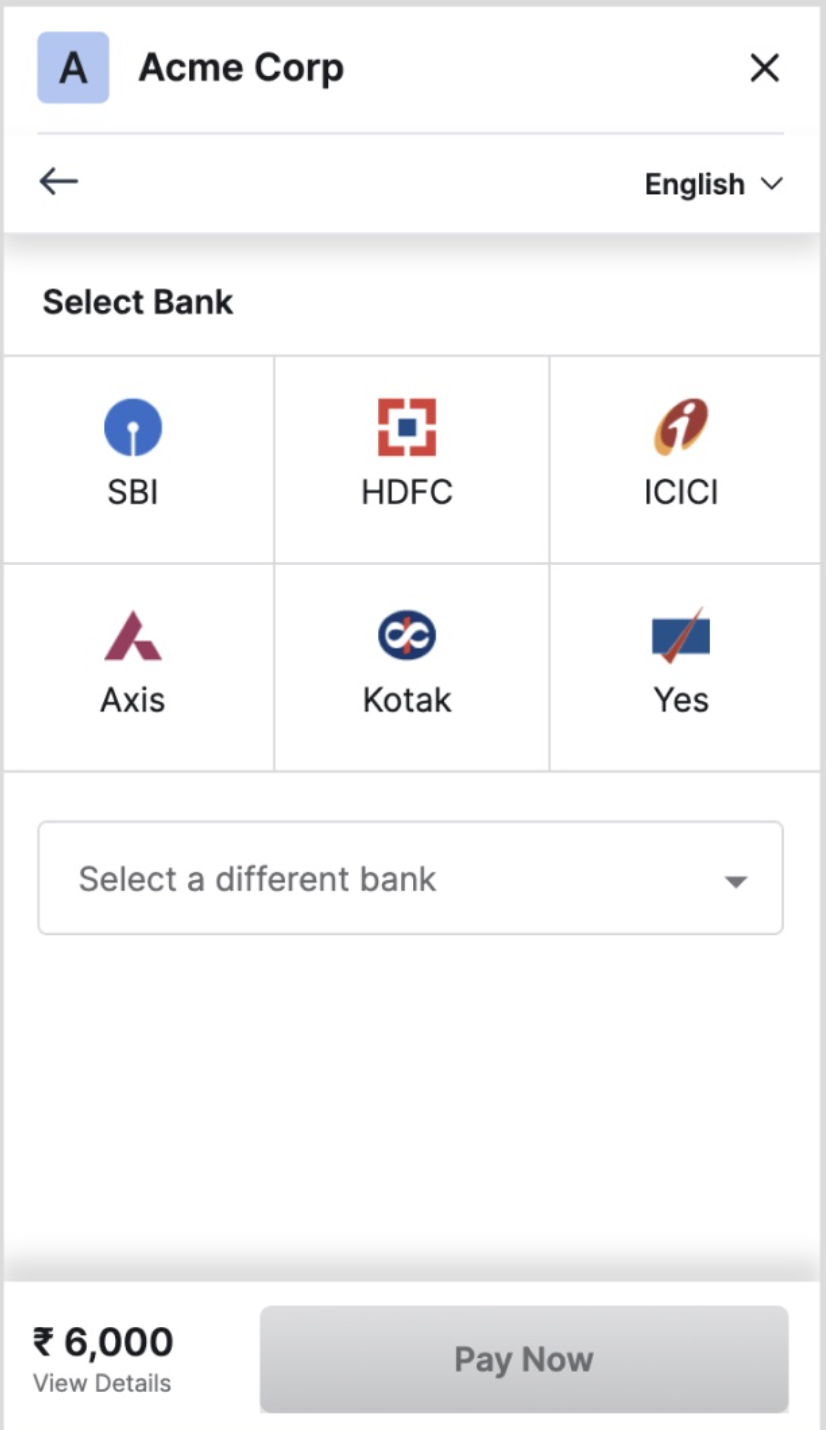 A Acme Corp
English
Select Bank
SBI HDFC ICICI
Axis Kotak Yes
Select a different bank
₹ 6,000
View Details
Pay Now